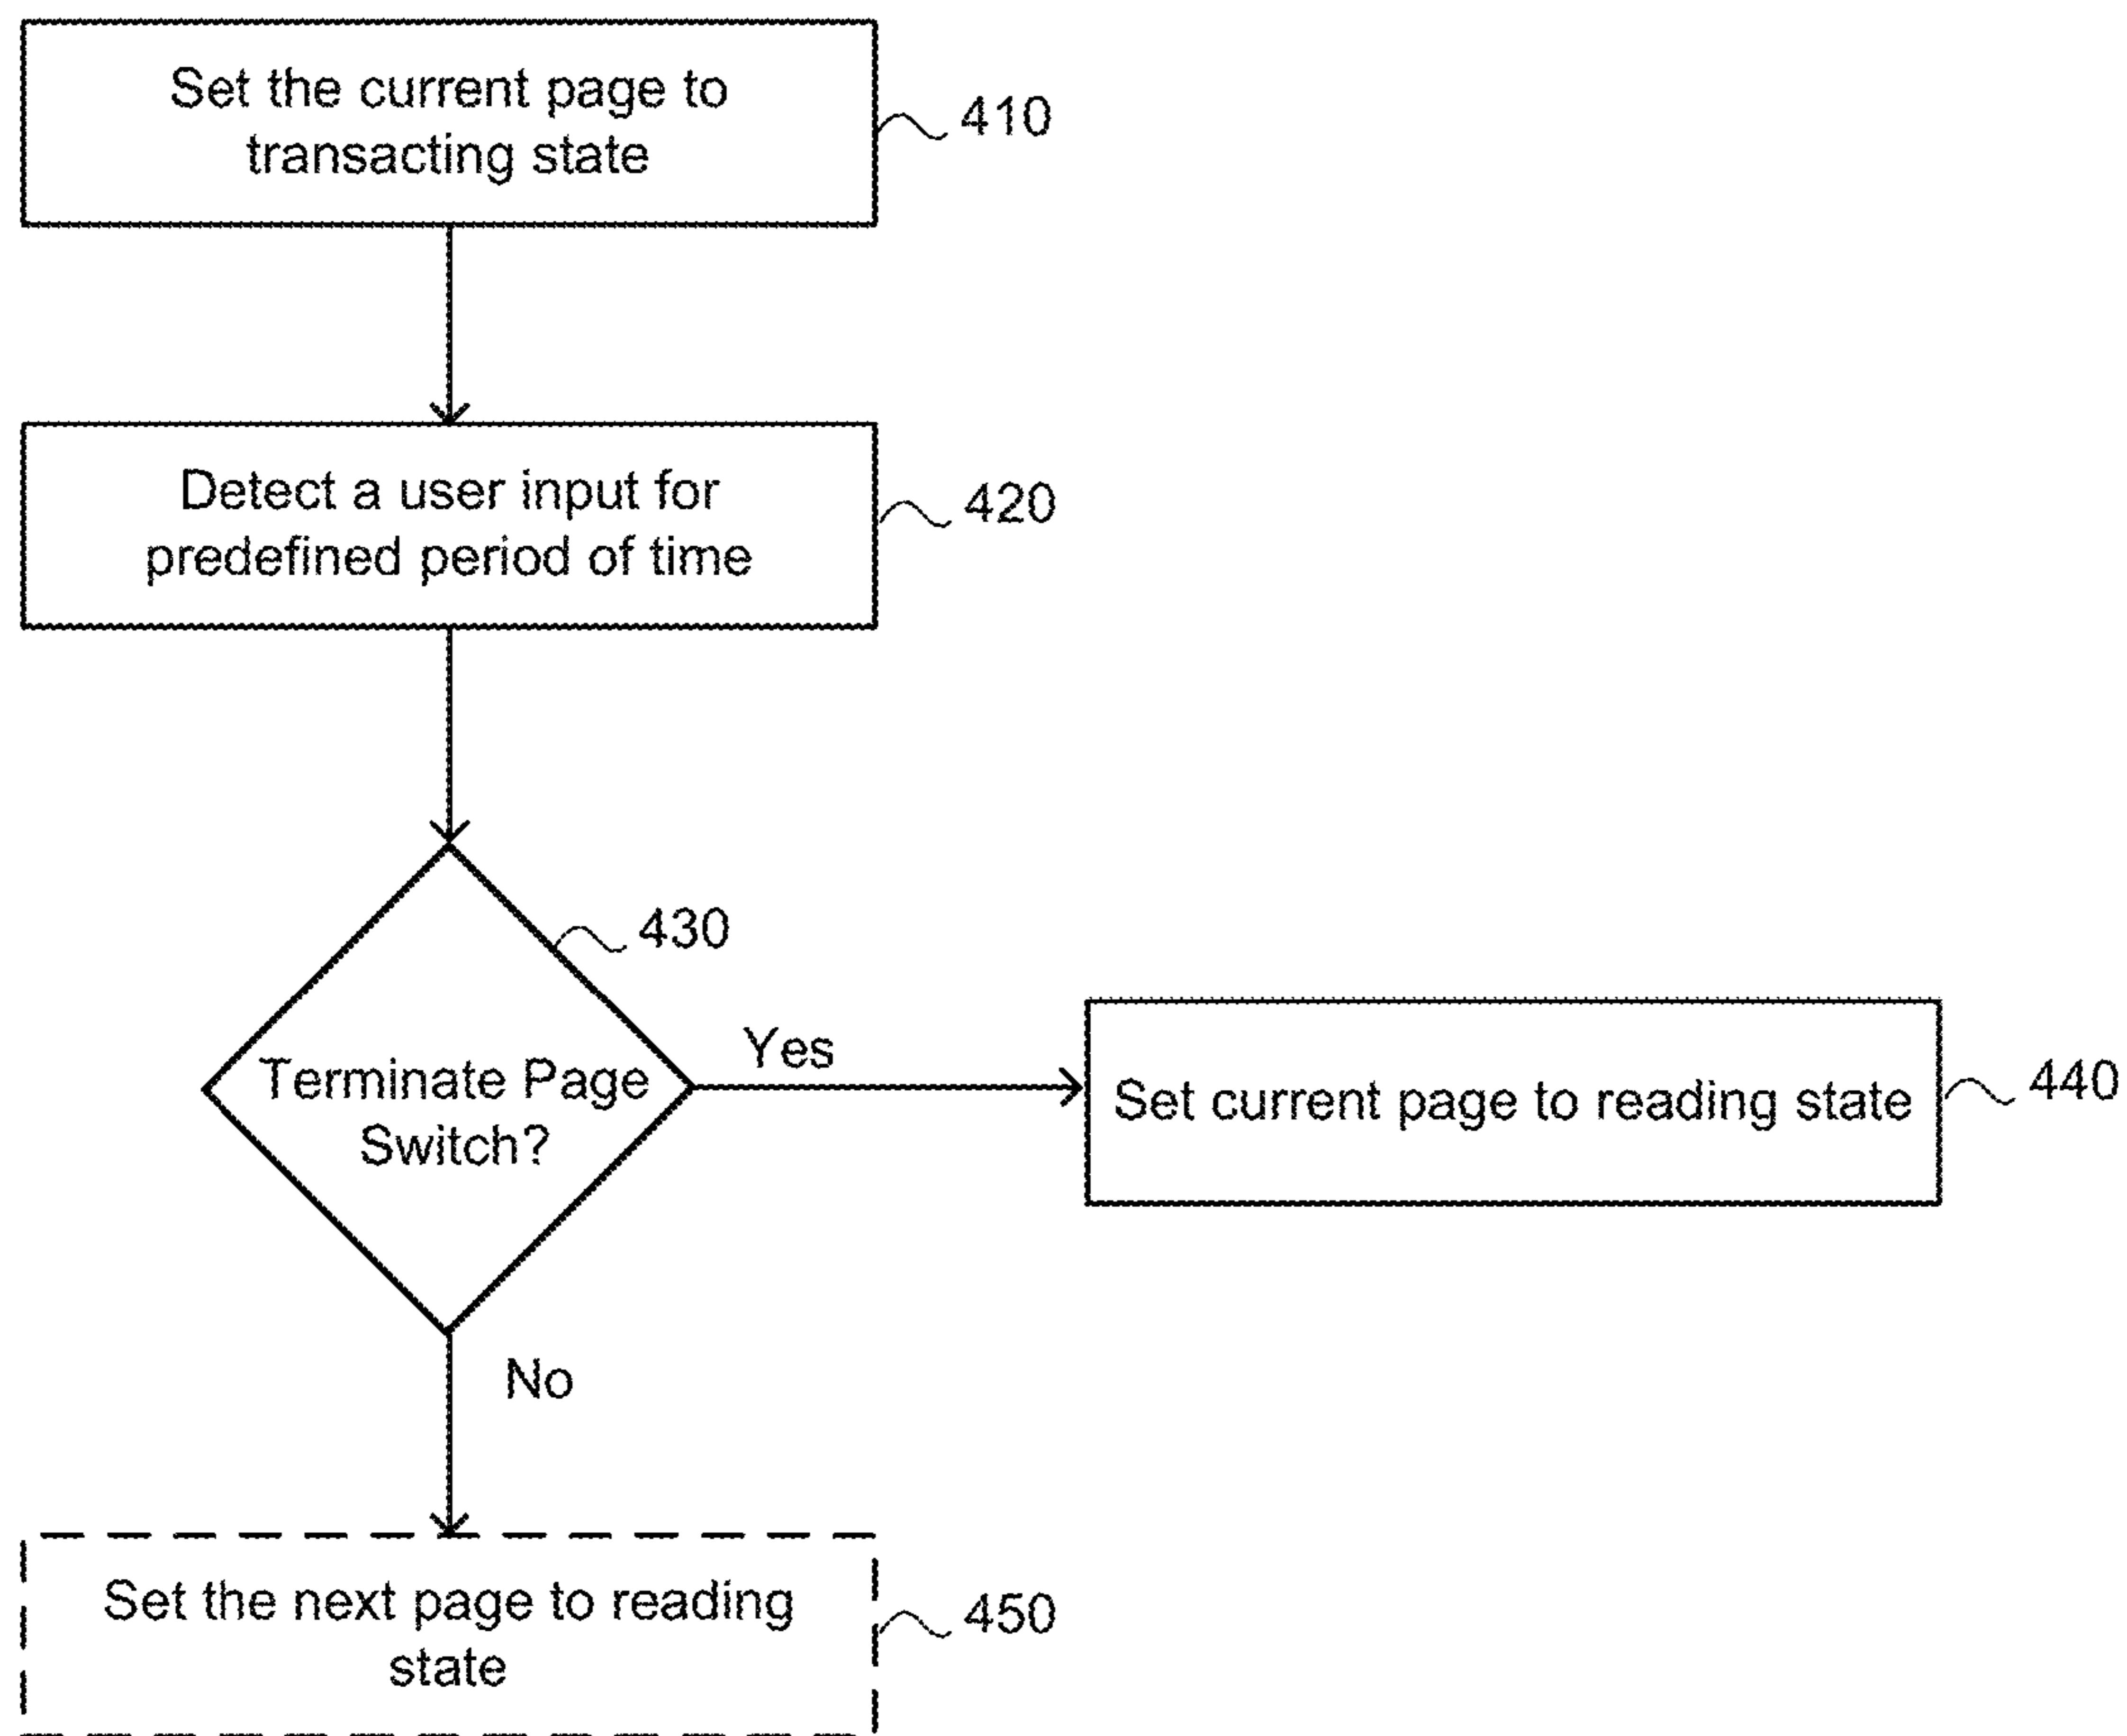 Set the current page to
transacting state
410
Detect a user input for
predefined period of time
420
430
Terminate Page
Switch?
Yes
Set current page to reading state
440
No
Set the next page to reading
state
450